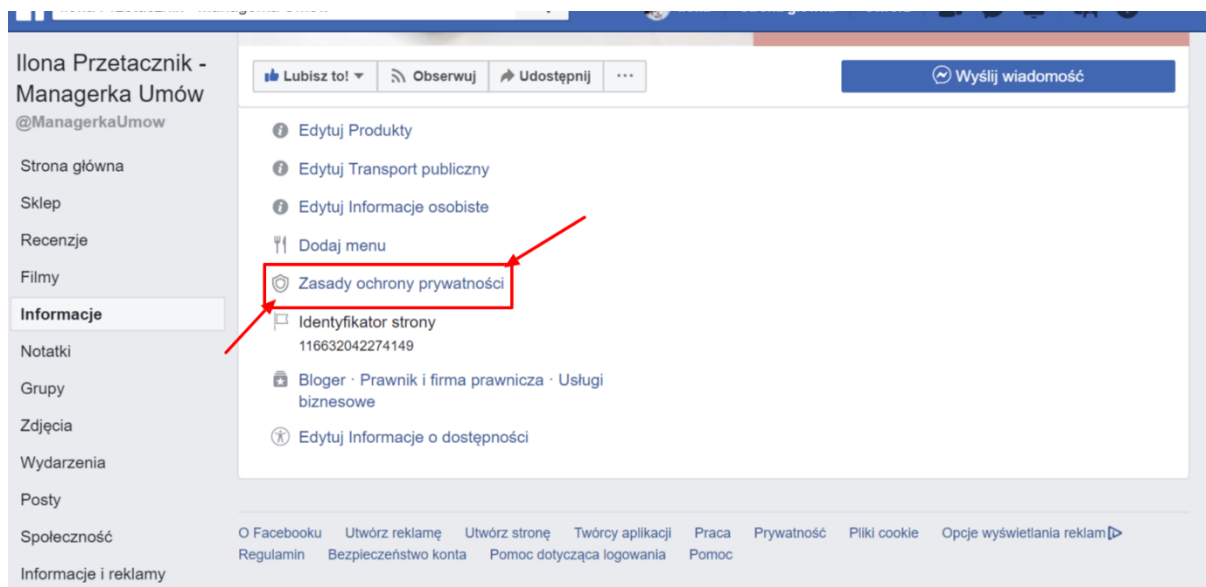 Ilona Przetacznik -
Managerka Umów
@ManagerkaUmow
Strona główna
Sklep
Recenzje
Filmy
Informacje
Notatki
Grupy
Zdjęcia
Wydarzenia
Posty
Społeczność
Informacje i reklamy
Lubisz to! Obserwuj Udostępnij ...
Wyślij wiadomość
Edytuj Produkty
Edytuj Transport publiczny
Edytuj Informacje osobiste
Dodaj menu
Zasady ochrony prywatności
Identyfikator strony
116632042274149
Bloger · Prawnik i firma prawnicza · Usługi
biznesowe
Edytuj Informacje o dostępności
O Facebooku Utwórz reklamę Utwórz stronę Twórcy aplikacji Praca Prywatność Pliki cookie Opcje wyświetlania reklam
Regulamin Bezpieczeństwo konta Pomoc dotycząca logowania Pomoc